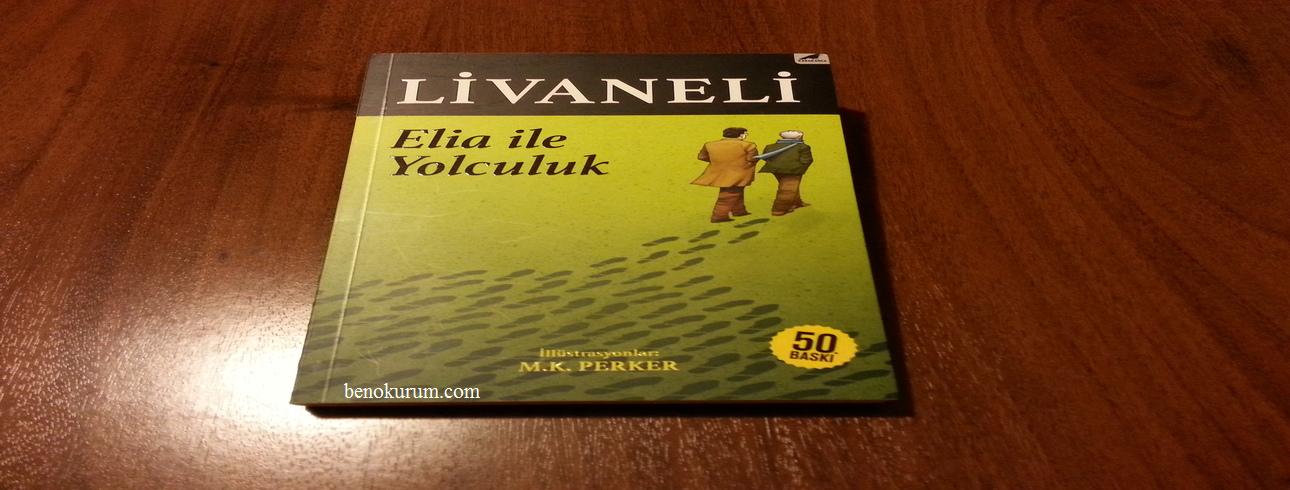 LİVANELİ
Elia ile
Yolculuk
50
BASKI
İllüstrasyonlar:
M.K. PERKER
benokurum.com